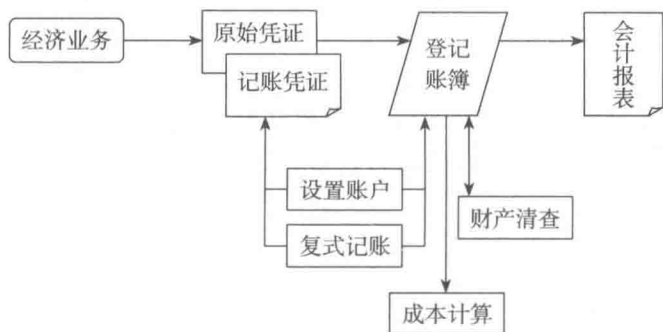 经济业务
原始凭证
记账凭证
登记
账簿
会计报表
设置账户
复式记账
财产清查
成本计算